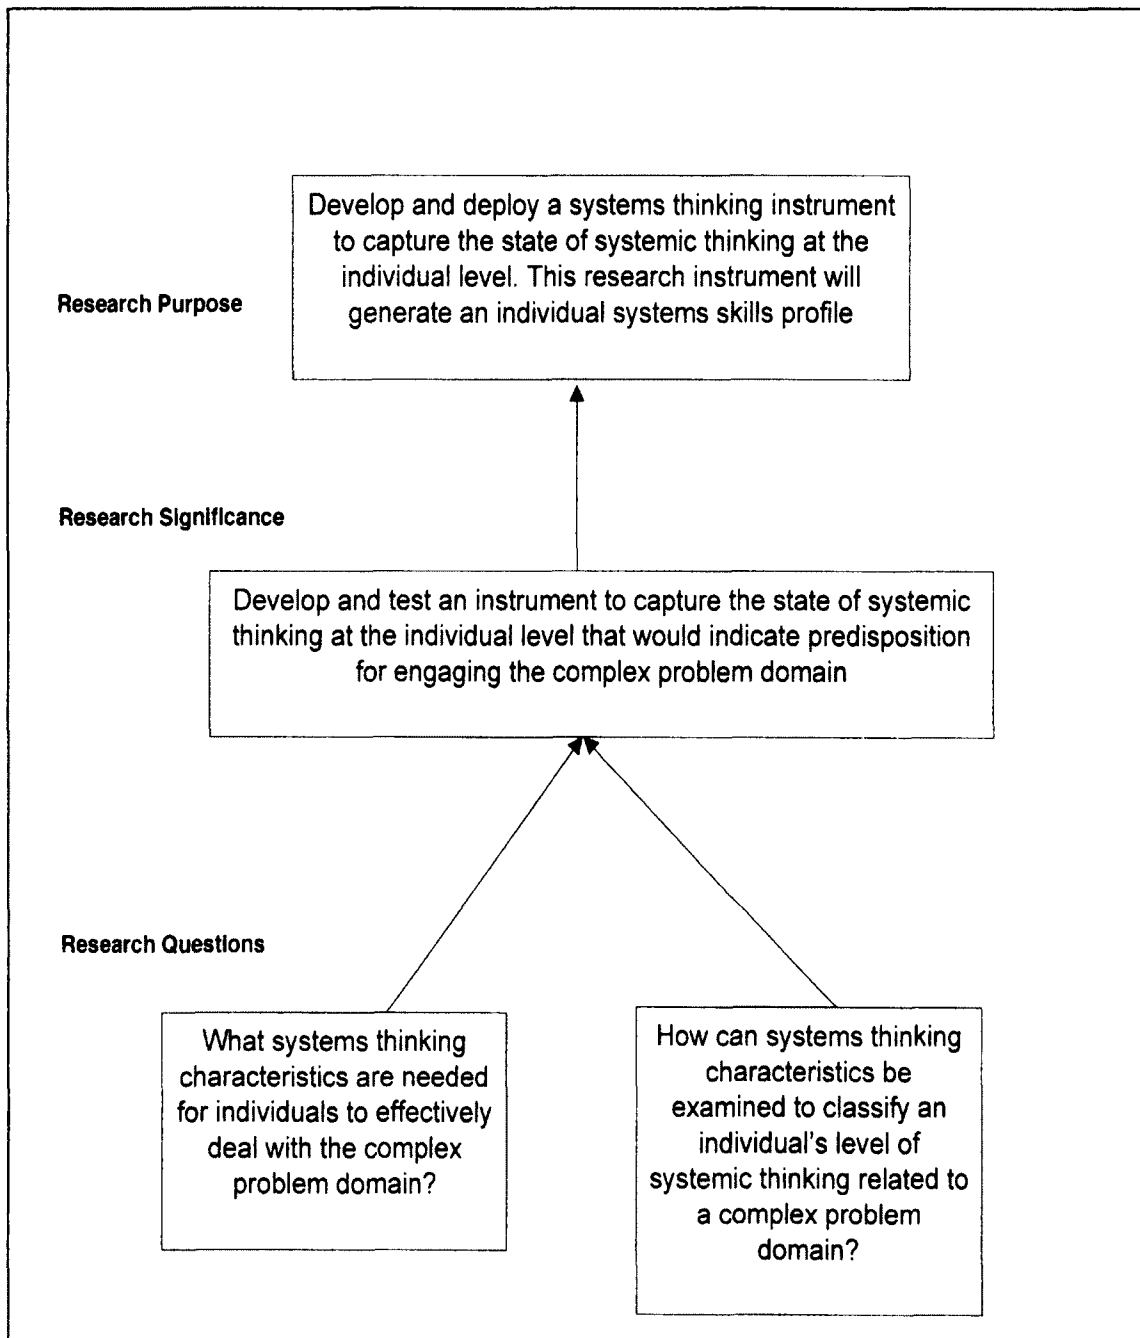 Develop and deploy a systems thinking instrument
to capture the state of systemic thinking at the
individual level. This research instrument will
generate an individual systems skills profile
Research Purpose
Research Significance
Develop and test an instrument to capture the state of systemic
thinking at the individual level that would indicate predisposition
for engaging the complex problem domain
Research Questions
What systems thinking
characteristics are needed
for individuals to effectively
deal with the complex
problem domain?
How can systems thinking
characteristics be
examined to classify an
individual's level of
systemic thinking related to
a complex problem
domain?